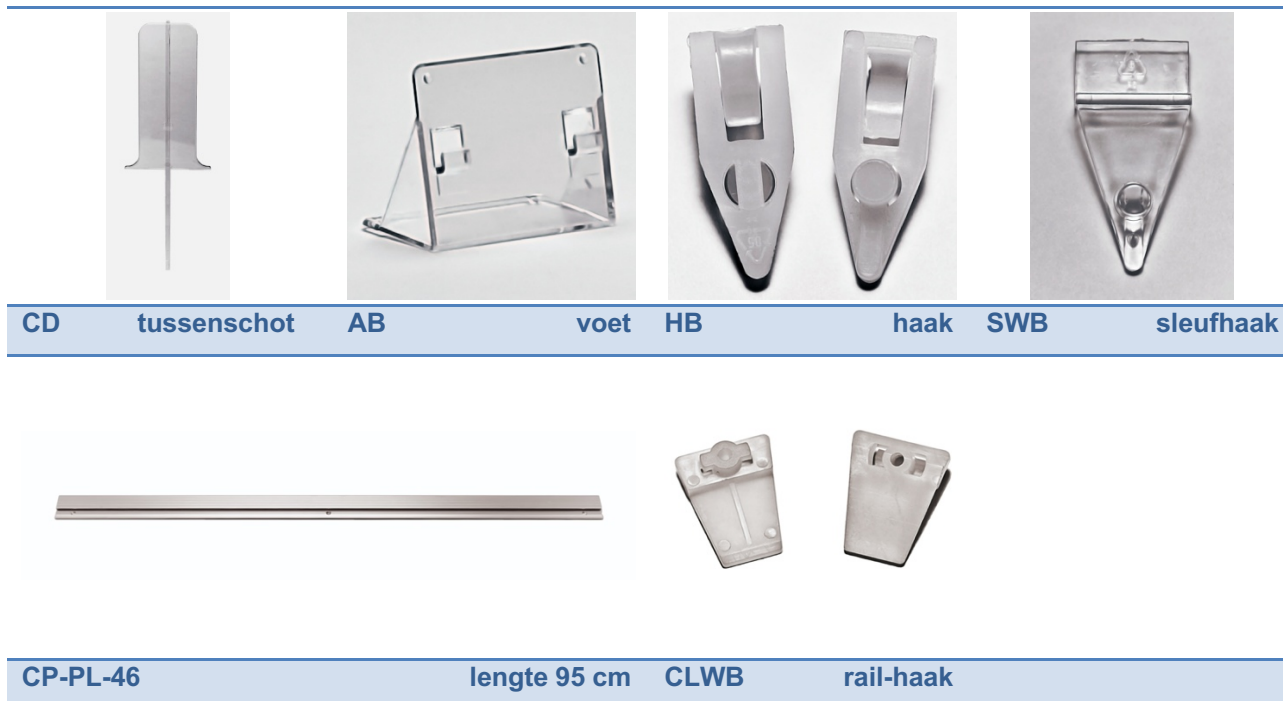 CD tussenschot AB voet HB haak SWB sleufhaak
CP-PL-46 lengte 95 cm CLWB rail-haak